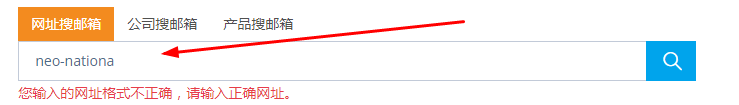 网址搜邮箱 公司搜邮箱 产品搜邮箱
neo-nationa
您输入的网址格式不正确，请输入正确网址。